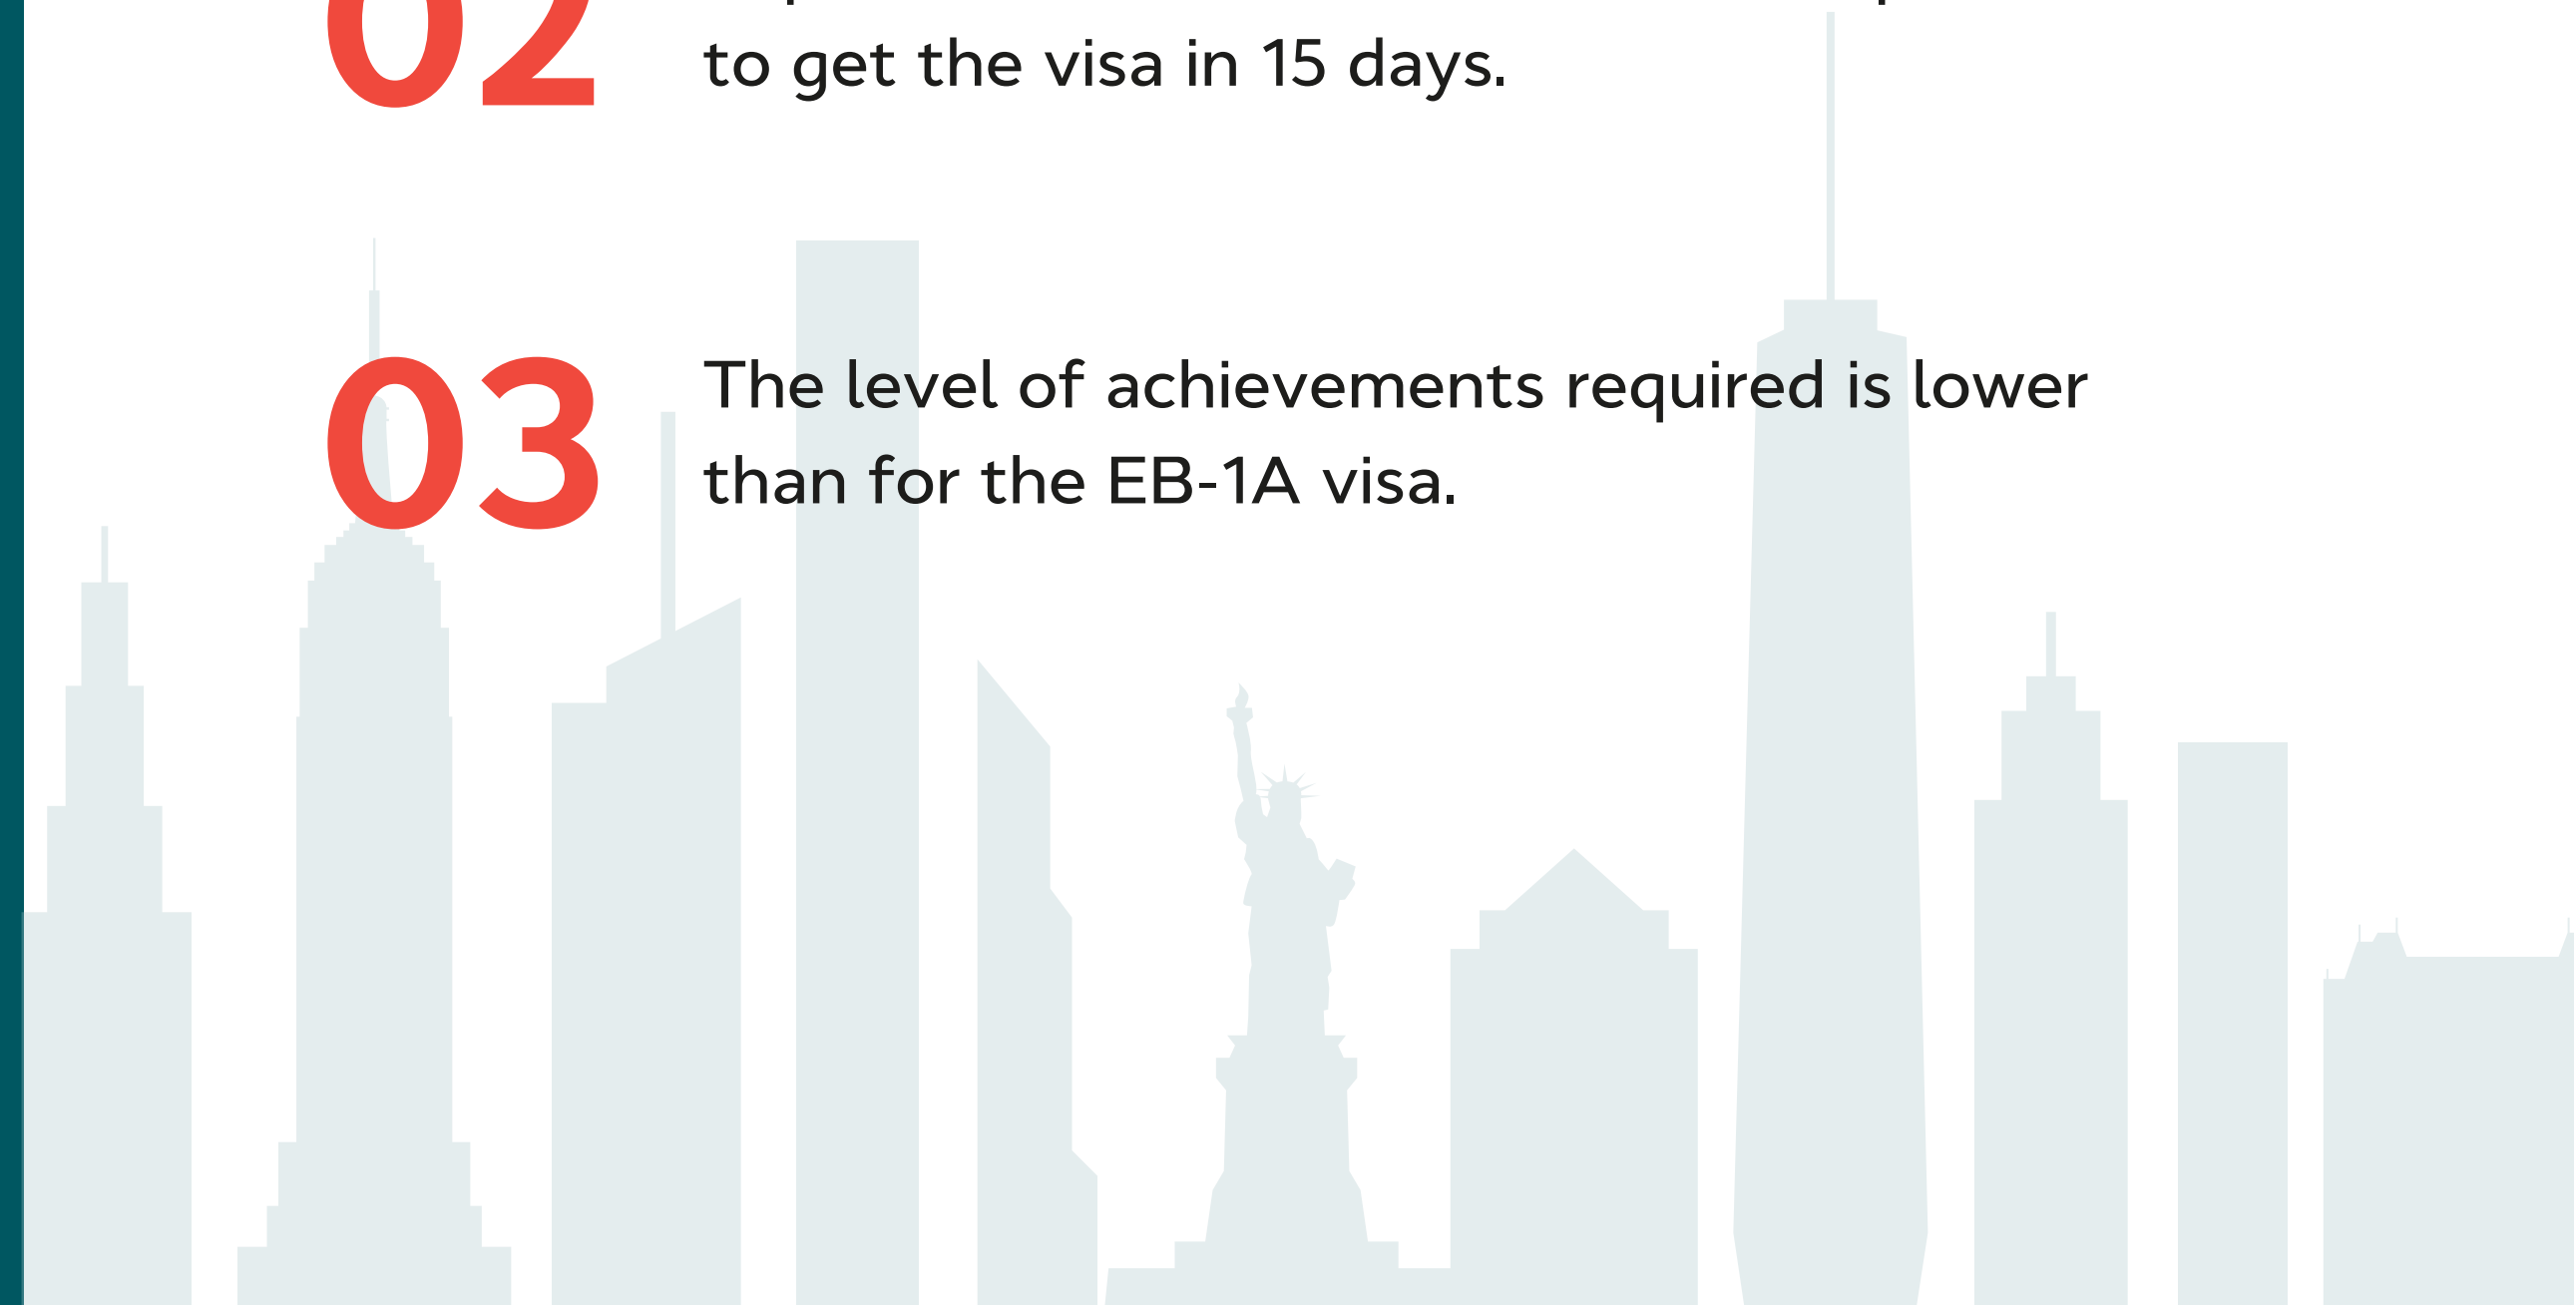 02
to get the visa in 15 days.
03
The level of achievements required is lower
than for the EB-1A visa.